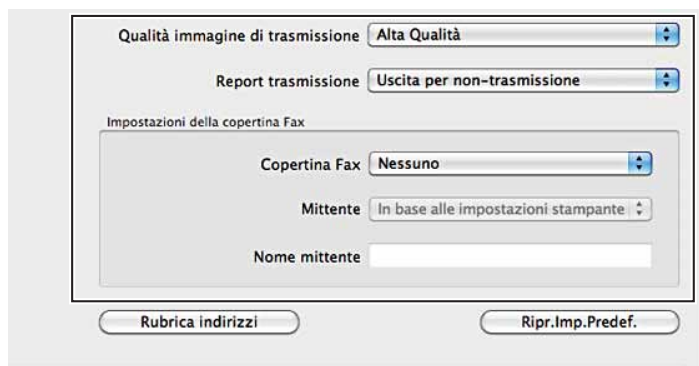 Qualità immagine di trasmissione Alta Qualità
Report trasmissione Uscita per non-trasmissione
Impostazioni della copertina Fax
Copertina Fax Nessuno
Mittente In base alle impostazioni stampante
Nome mittente
Rubrica indirizzi Ripr.Imp.Predef.